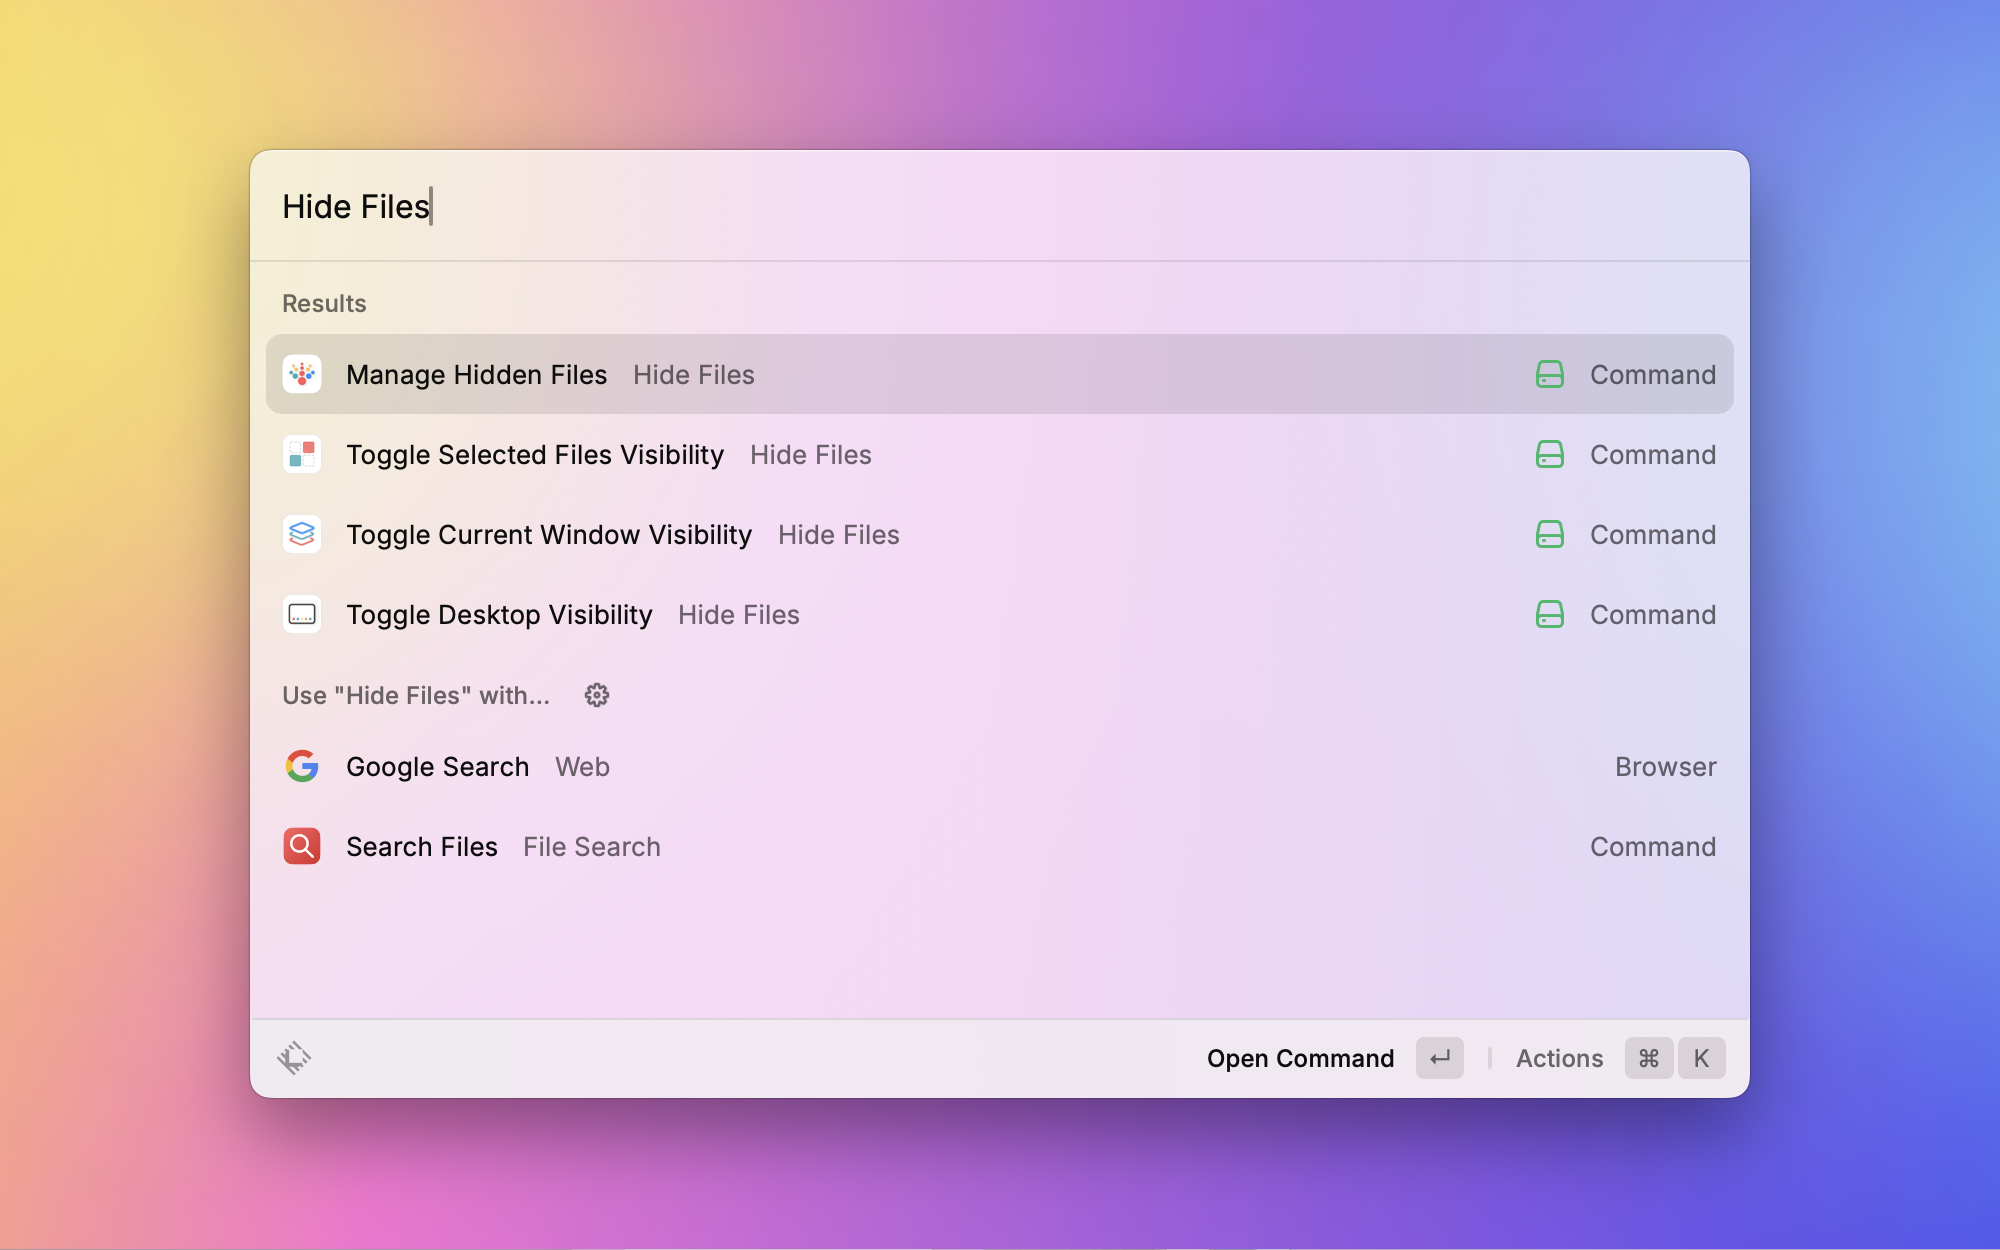 Hide Files
Results
Manage Hidden Files Hide Files Command
Toggle Selected Files Visibility Hide Files Command
Toggle Current Window Visibility Hide Files Command
Toggle Desktop Visibility Hide Files Command
Use "Hide Files" with...
Google Search Web Browser
Search Files File Search Command
Open Command ↵ Actions ⌘ K